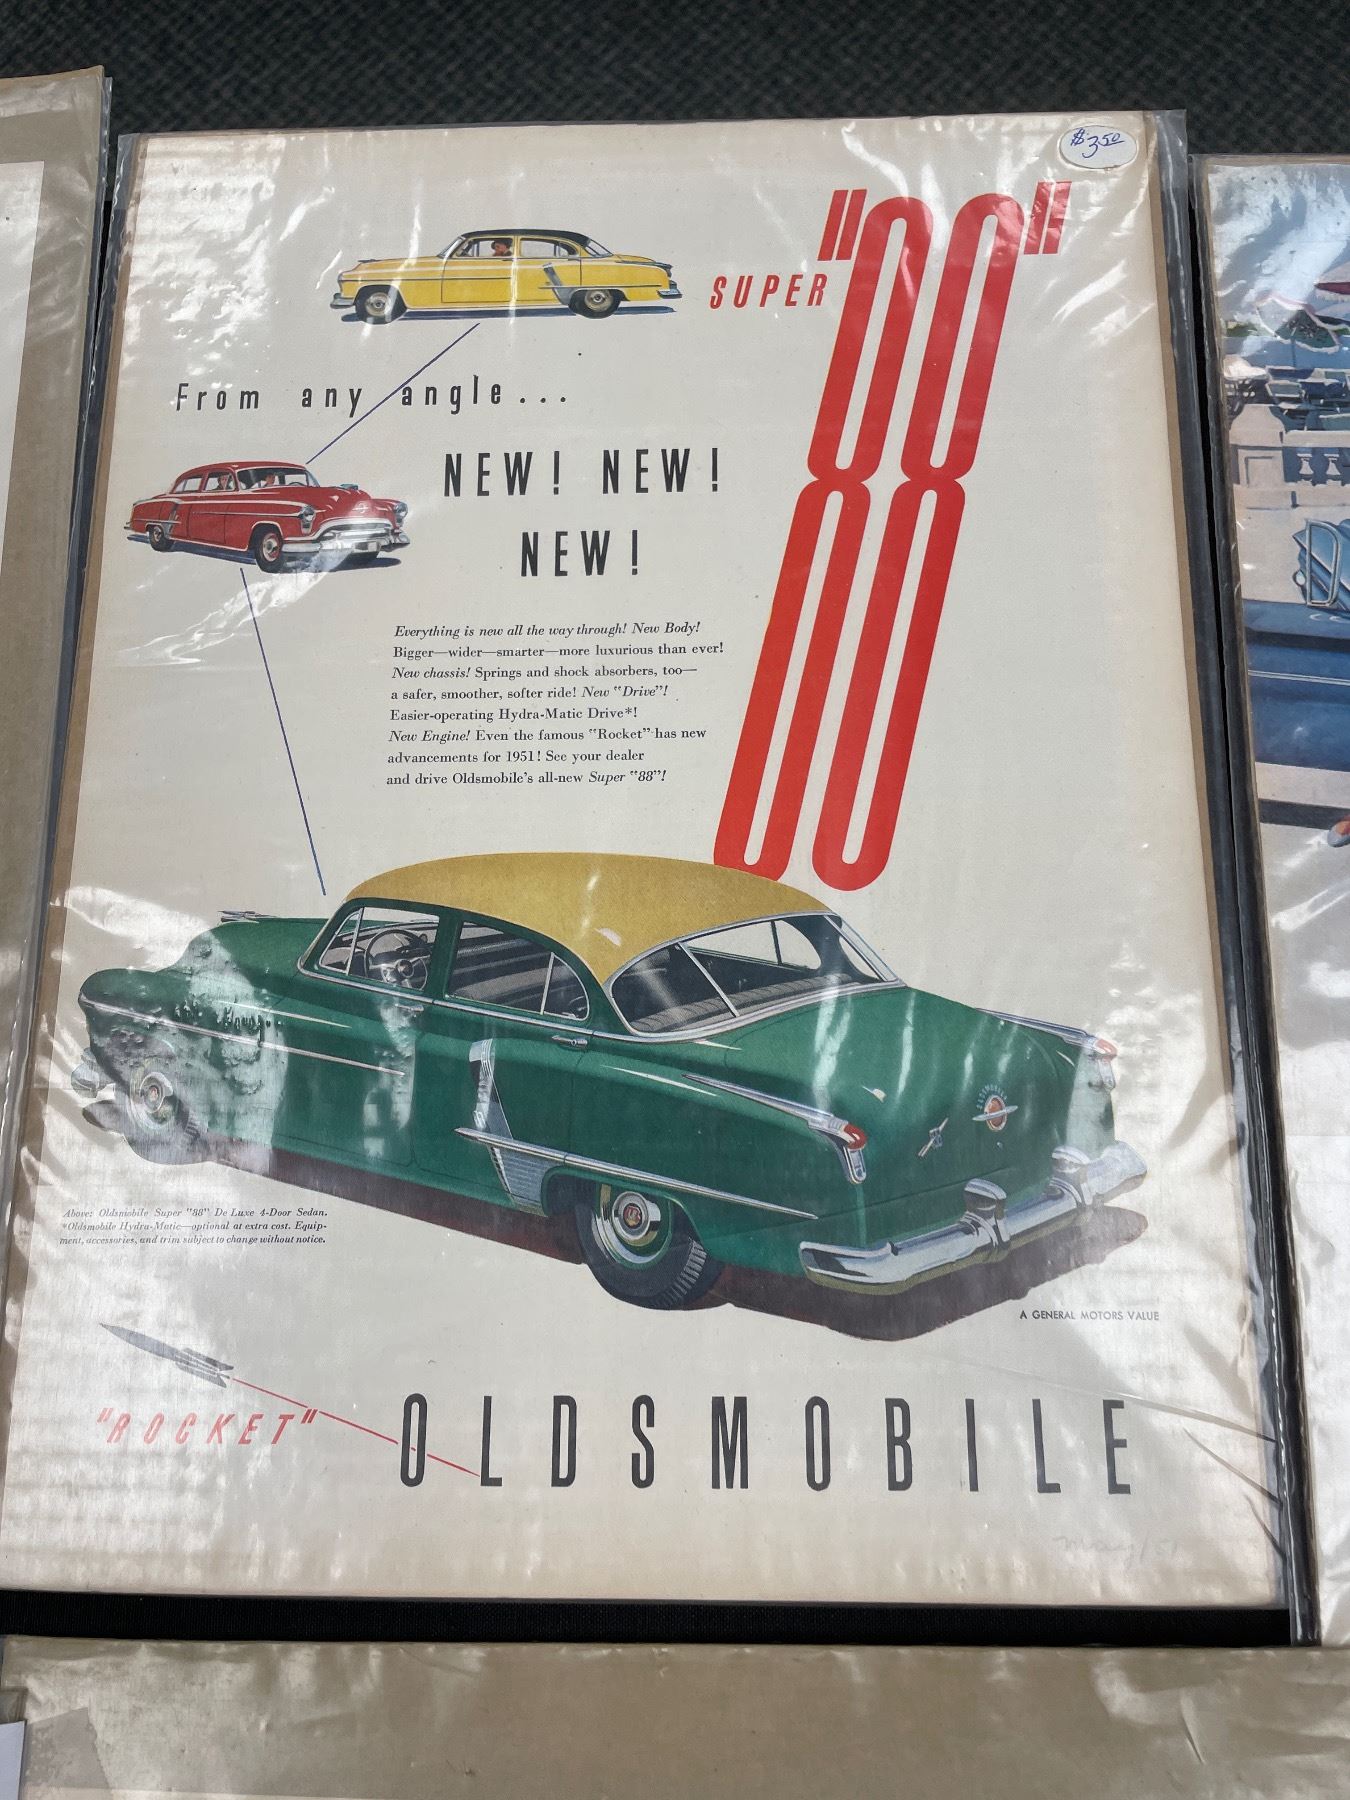 $3.50
SUPER "88"
From any angle...
NEW! NEW!
NEW!
Everything is new all the way through! New Body!
Bigger—wider—smarter—more luxurious than ever!
New chassis! Springs and shock absorbers, too—
a safer, smoother, softer ride! New "Drive"!
Easier-operating Hydra-Matic Drive*!
New Engine! Even the famous "Rocket" has new
advancements for 1951! See your dealer
and drive Oldsmobile's all-new Super "88"!
OLDSMOBILE
Above: Oldsmobile Super "88" De Luxe 4-Door Sedan.
*Oldsmobile Hydra-Matic—optional at extra cost. Equip-
ment, accessories, and trim subject to change without notice.
A GENERAL MOTORS VALUE
"ROCKET"
OLDSMOBILE
May/51